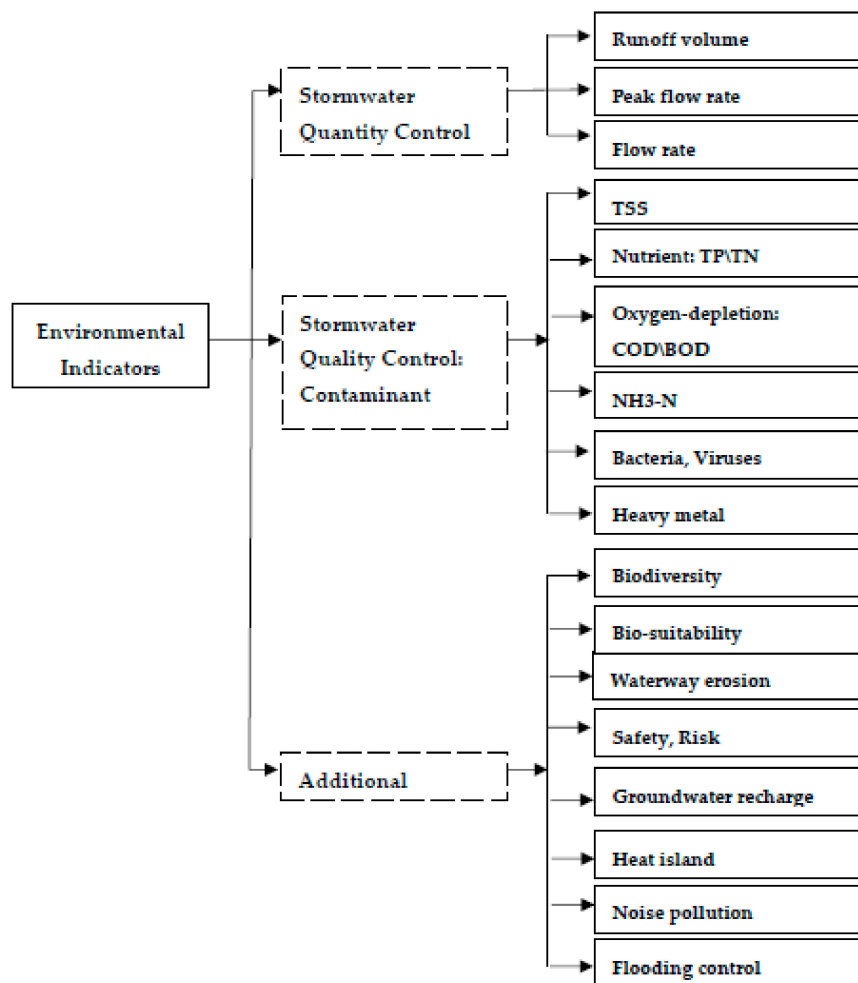 Environmental
Indicators
Stormwater
Quantity Control
Runoff volume
Peak flow rate
Flow rate
Stormwater
Quality Control:
Contaminant
TSS
Nutrient: TP\TN
Oxygen-depletion:
COD\BOD
NH3-N
Bacteria, Viruses
Heavy metal
Additional
Biodiversity
Bio-suitability
Waterway erosion
Safety, Risk
Groundwater recharge
Heat island
Noise pollution
Flooding control